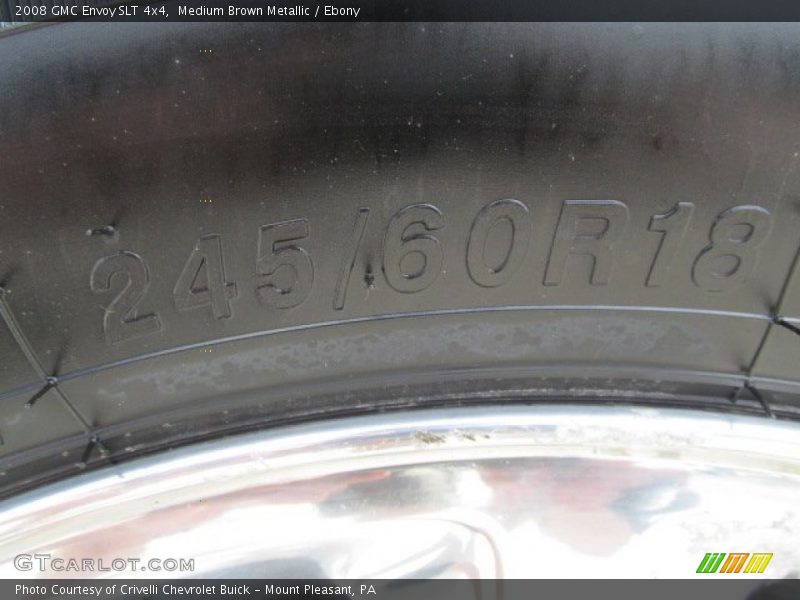 2008 GMC Envoy SLT 4x4, Medium Brown Metallic / Ebony
245/60R18
GTCARLOT.COM
Photo Courtesy of Crivelli Chevrolet Buick - Mount Pleasant, PA